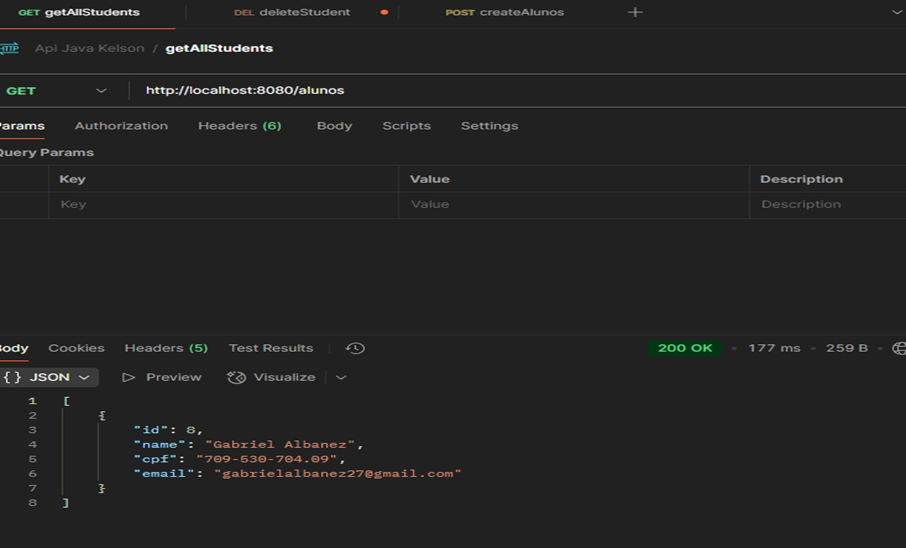 GET getAllStudents DEL deleteStudent POST createAlunos +
HTTP Api Java Kelson / getAllStudents
GET http://localhost:8080/alunos
Params Authorization Headers (6) Body Scripts Settings
Query Params
Key Value Description
Key Value Description
Body Cookies Headers (5) Test Results 200 OK 177 ms 259 B
{} JSON Preview Visualize
1 [
2 {
3 "id": 8,
4 "name": "Gabriel Albanez",
5 "cpf": "709-530-704.09",
6 "email": "gabrielalbanez27@gmail.com"
7 }
8 ]